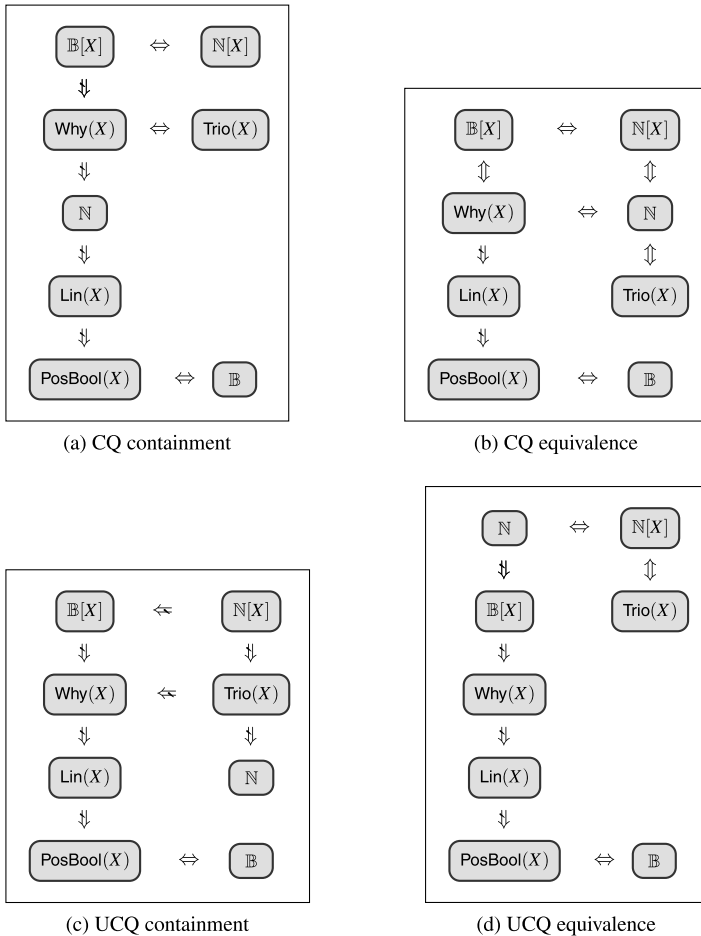 𝔹[X] ⇔ ℕ[X]
⇓̸
Why(X) ⇔ Trio(X)
⇓̸
ℕ
⇓̸
Lin(X)
⇓̸
PosBool(X) ⇔ 𝔹
(a) CQ containment
𝔹[X] ⇔ ℕ[X]
⇕ ⇕
Why(X) ⇔ ℕ
⇓̸ ⇕
Lin(X) Trio(X)
⇓̸
PosBool(X) ⇔ 𝔹
(b) CQ equivalence
𝔹[X] ⇍ ℕ[X]
⇓̸ ⇓̸
Why(X) ⇍ Trio(X)
⇓̸ ⇓̸
Lin(X) ℕ
⇓̸
PosBool(X) ⇔ 𝔹
(c) UCQ containment
ℕ ⇔ ℕ[X]
⇓̸ ⇕
𝔹[X] Trio(X)
⇓̸
Why(X)
⇓̸
Lin(X)
⇓̸
PosBool(X) ⇔ 𝔹
(d) UCQ equivalence